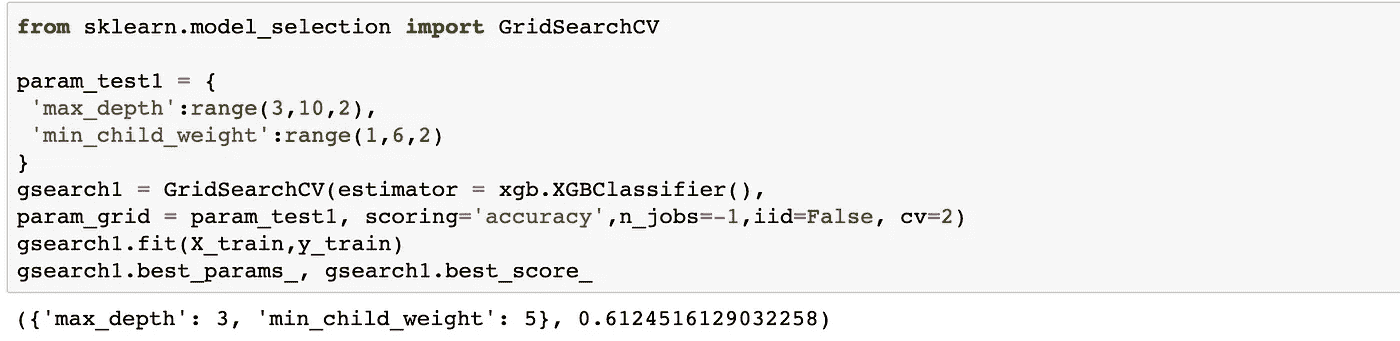 from sklearn.model_selection import GridSearchCV
param_test1 = {
 'max_depth':range(3,10,2),
 'min_child_weight':range(1,6,2)
}
gsearch1 = GridSearchCV(estimator = xgb.XGBClassifier(),
param_grid = param_test1, scoring='accuracy',n_jobs=-1,iid=False, cv=2)
gsearch1.fit(X_train,y_train)
gsearch1.best_params_, gsearch1.best_score_
({'max_depth': 3, 'min_child_weight': 5}, 0.6124516129032258)